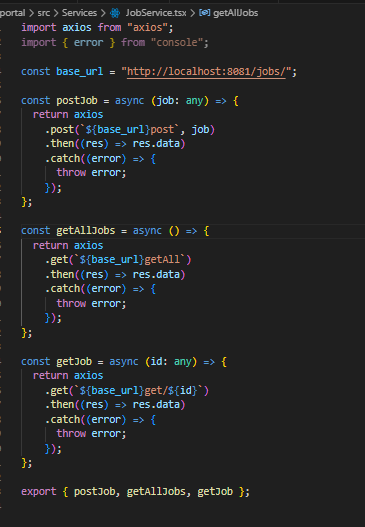 portal > src > Services > JobService.tsx > getAllJobs
import axios from "axios";
import { error } from "console";
const base_url = "http://localhost:8081/jobs/";
const postJob = async (job: any) => {
  return axios
    .post(`${base_url}post`, job)
    .then((res) => res.data)
    .catch((error) => {
      throw error;
    });
};
const getAllJobs = async () => {
  return axios
    .get(`${base_url}getAll`)
    .then((res) => res.data)
    .catch((error) => {
      throw error;
    });
};
const getJob = async (id: any) => {
  return axios
    .get(`${base_url}get/${id}`)
    .then((res) => res.data)
    .catch((error) => {
      throw error;
    });
};
export { postJob, getAllJobs, getJob };